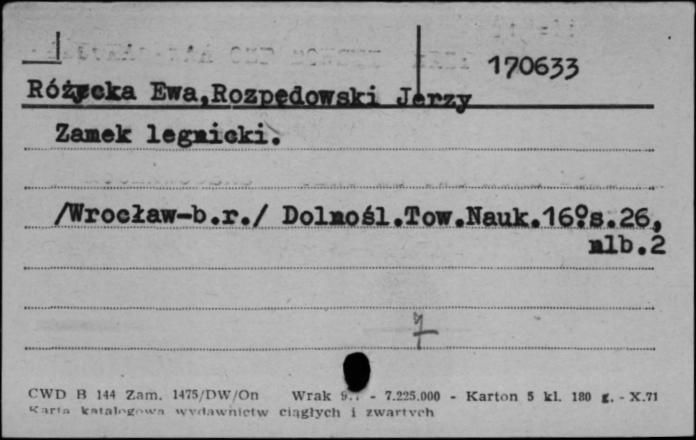 170633
Różycka Ewa,Rozpędowski Jerzy
Zamek legnicki.
/Wrocław-b.r./ Dolnośl.Tow.Nauk.16º.s.26,
nlb.2
CWD B 144 Zam. 1475/DW/On Wrak - 7.225.000 - Karton 5 kl. 180 g. - X.71
Karta katalogowa wydawnictw ciągłych i zwartych